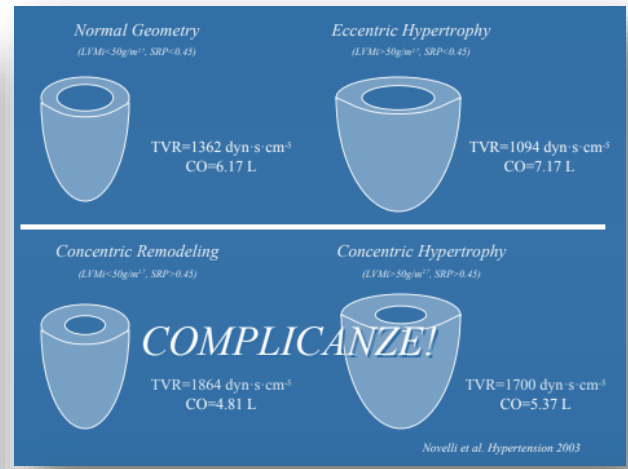 Normal Geometry
(LVMi<50g/m²·⁷, SRP<0.45)
TVR=1362 dyn·s·cm-5
CO=6.17 L
Eccentric Hypertrophy
(LVMi>50g/m²·⁷, SRP<0.45)
TVR=1094 dyn·s·cm-5
CO=7.17 L
Concentric Remodeling
(LVMi<50g/m²·⁷, SRP>0.45)
Concentric Hypertrophy
(LVMi>50g/m²·⁷, SRP>0.45)
COMPLICANZE!
TVR=1864 dyn·s·cm-5
CO=4.81 L
TVR=1700 dyn·s·cm-5
CO=5.37 L
Novelli et al. Hypertension 2003